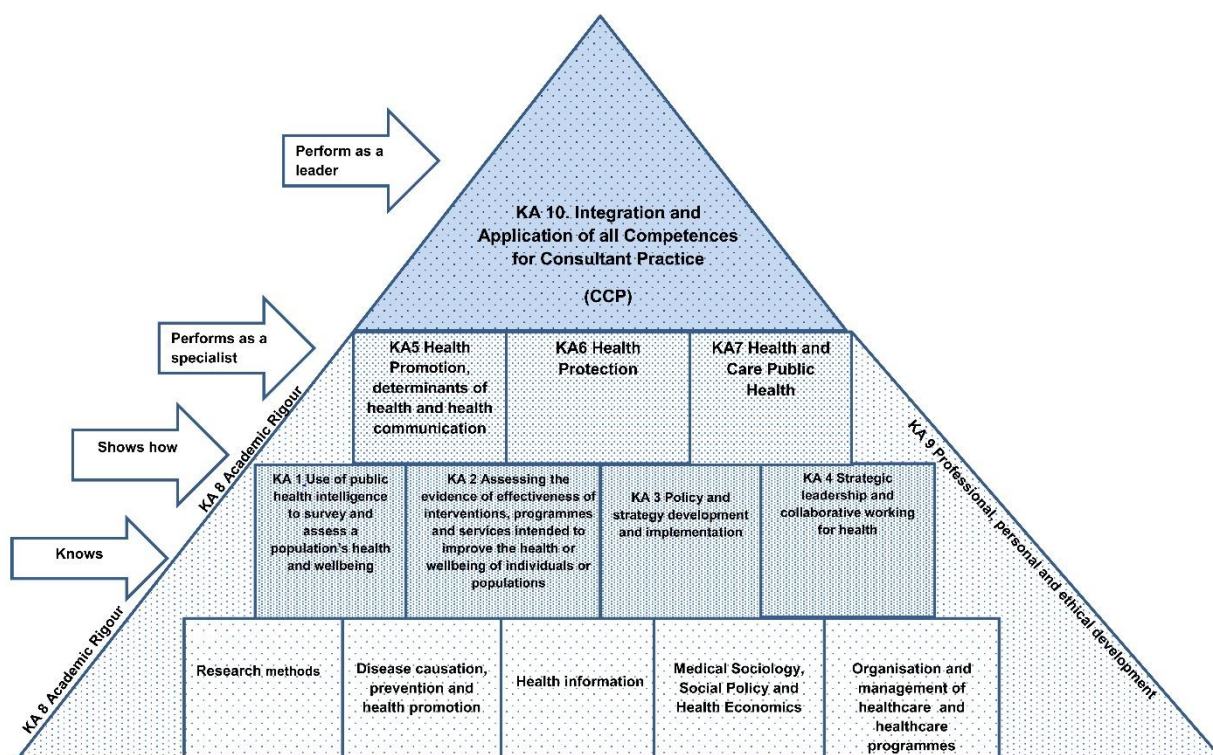 Perform as a
leader
KA 10. Integration and
Application of all Competences
for Consultant Practice
(CCP)
Performs as a
specialist
KA5 Health
Promotion,
determinants of
health and health
communication
KA6 Health
Protection
KA7 Health and
Care Public
Health
Shows how
KA 8 Academic Rigour
KA 9 Professional, personal and ethical development
KA 1 Use of public
health intelligence
to survey and
assess a
population's health
and wellbeing
KA 2 Assessing the
evidence of effectiveness of
interventions, programmes
and services intended to
improve the health or
wellbeing of individuals or
populations
KA 3 Policy and
strategy development
and implementation
KA 4 Strategic
leadership and
collaborative working
for health
Knows
KA 8 Academic Rigour
Research methods
Disease causation,
prevention and
health promotion
Health information
Medical Sociology,
Social Policy and
Health Economics
Organisation and
management of
healthcare and
healthcare
programmes